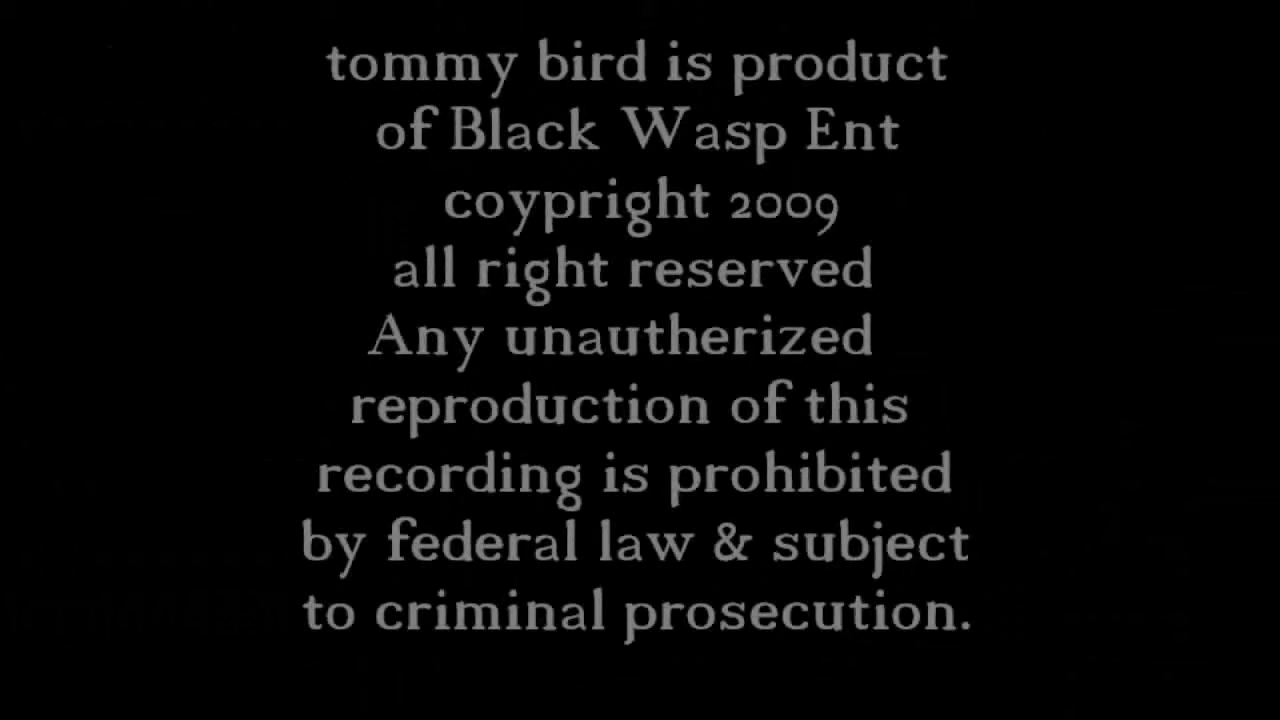 tommy bird is product
of Black Wasp Ent
coypright 2009
all right reserved
Any unautherized
reproduction of this
recording is prohibited
by federal law & subject
to criminal prosecution.